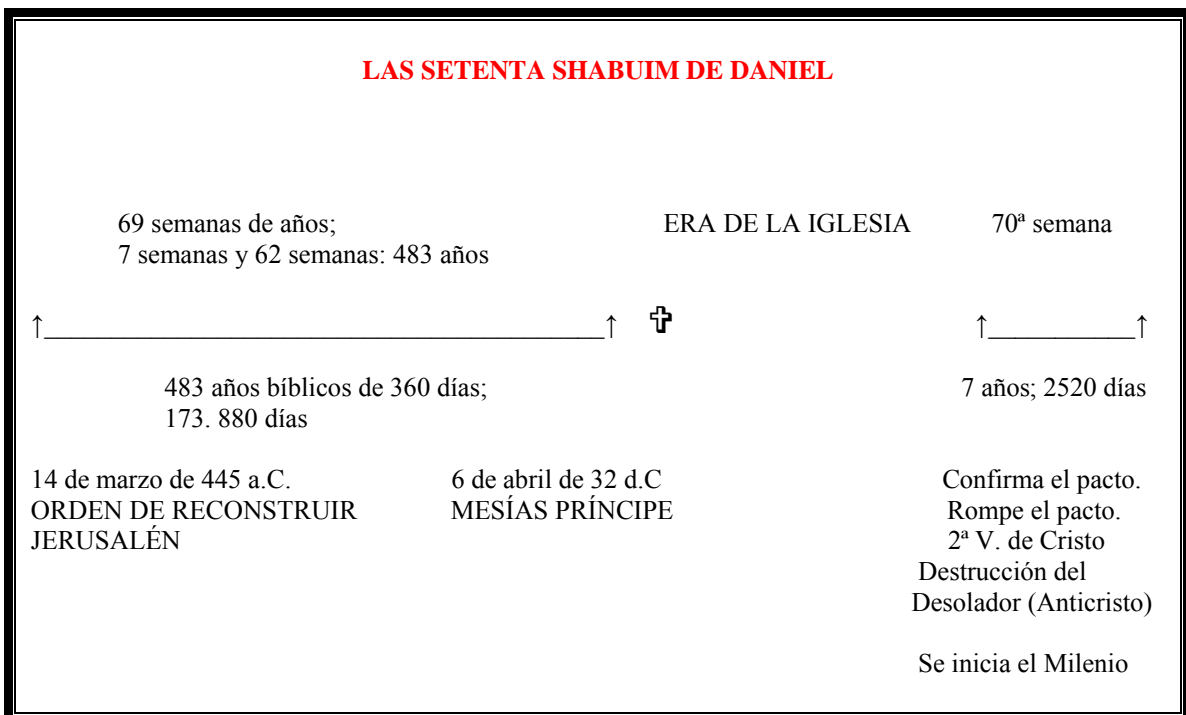 LAS SETENTA SHABUIM DE DANIEL
69 semanas de años; ERA DE LA IGLESIA 70ª semana
7 semanas y 62 semanas: 483 años
483 años bíblicos de 360 días; 7 años; 2520 días
173. 880 días
14 de marzo de 445 a.C. 6 de abril de 32 d.C Confirma el pacto.
ORDEN DE RECONSTRUIR MESÍAS PRÍNCIPE Rompe el pacto.
JERUSALÉN 2ª V. de Cristo
Destrucción del
Desolador (Anticristo)
Se inicia el Milenio